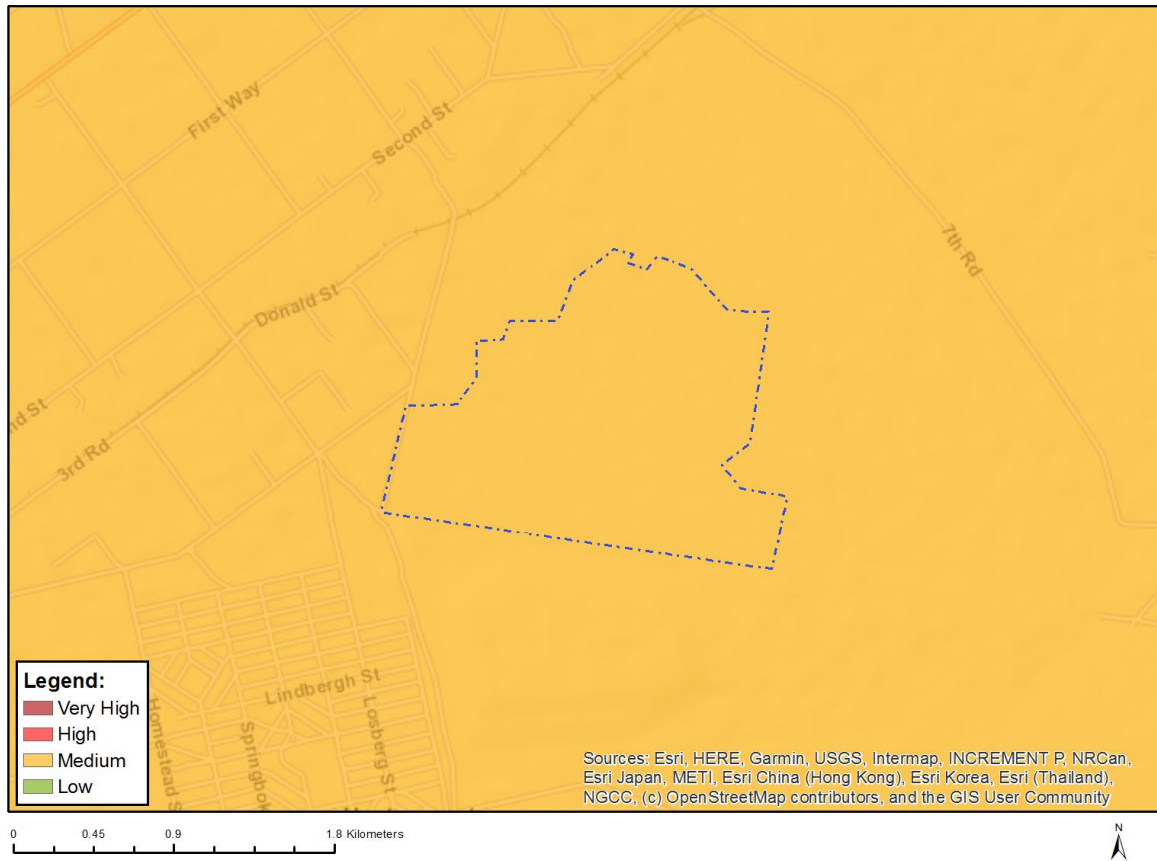 First Way
Second St
7th Rd
Donald St
nd St
3rd Rd
Lindbergh St
Homestead S
Springbok
Losberg St
Legend:
Very High
High
Medium
Low
Sources: Esri, HERE, Garmin, USGS, Intermap, INCREMENT P, NRCan,
Esri Japan, METI, Esri China (Hong Kong), Esri Korea, Esri (Thailand),
NGCC, (c) OpenStreetMap contributors, and the GIS User Community
0 0.45 0.9 1.8 Kilometers
N